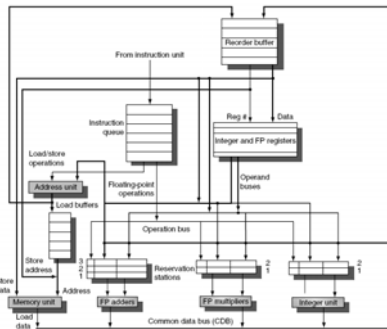 Reorder buffer
From instruction unit
Reg #
Data
Instruction
queue
Integer and FP registers
Load/store
operations
Address unit
Floating-point
operations
Operand
buses
Load buffers
Operation bus
Store
address
3
2
1
Reservation
stations
2
1
2
1
Address
Memory unit
FP adders
FP multipliers
Integer unit
Load
data
Common data bus (CDB)